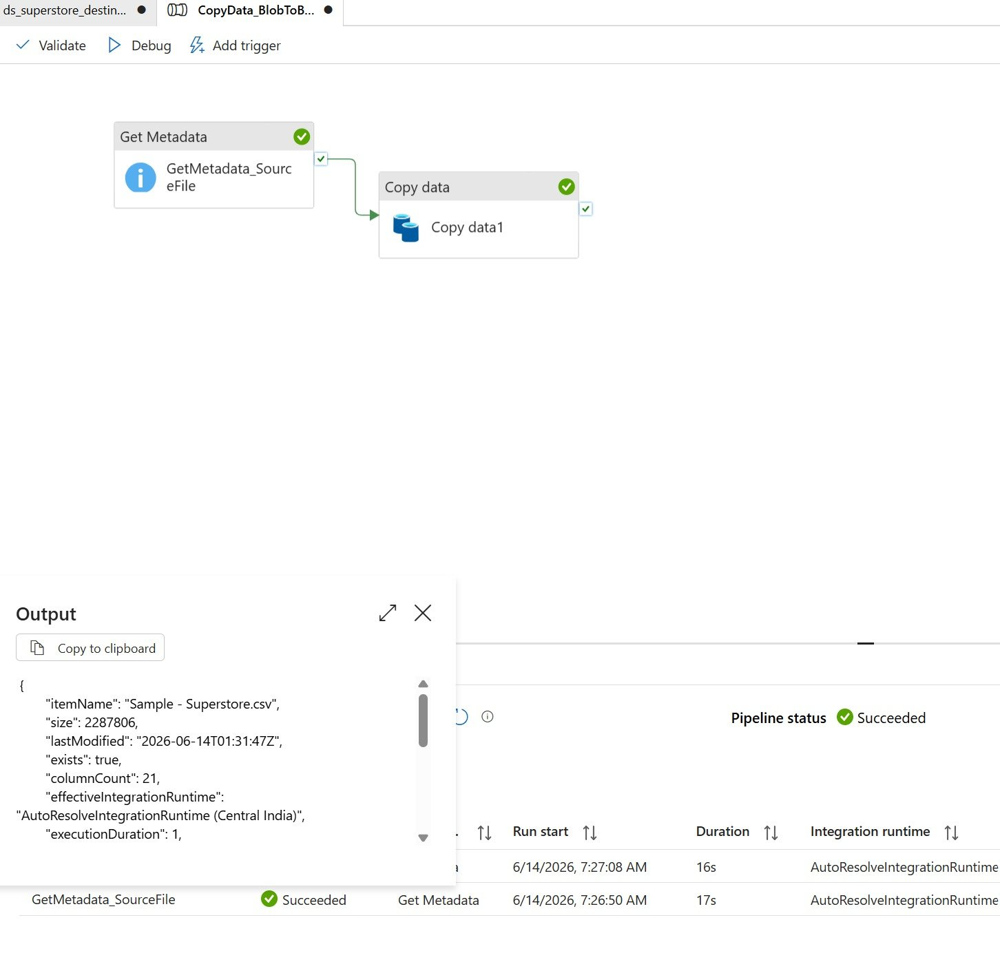 ds_superstore_destin...
CopyData_BlobToB...
Validate
Debug
Add trigger
Get Metadata
GetMetadata_Sourc
eFile
Copy data
Copy data1
Output
Copy to clipboard
{
"itemName": "Sample - Superstore.csv",
"size": 2287806,
"lastModified": "2026-06-14T01:31:47Z",
"exists": true,
"columnCount": 21,
"effectiveIntegrationRuntime":
"AutoResolveIntegrationRuntime (Central India)",
"executionDuration": 1,
Pipeline status Succeeded
Run start Duration Integration runtime
6/14/2026, 7:27:08 AM 16s AutoResolveIntegrationRuntime
GetMetadata_SourceFile Succeeded Get Metadata 6/14/2026, 7:26:50 AM 17s AutoResolveIntegrationRuntime